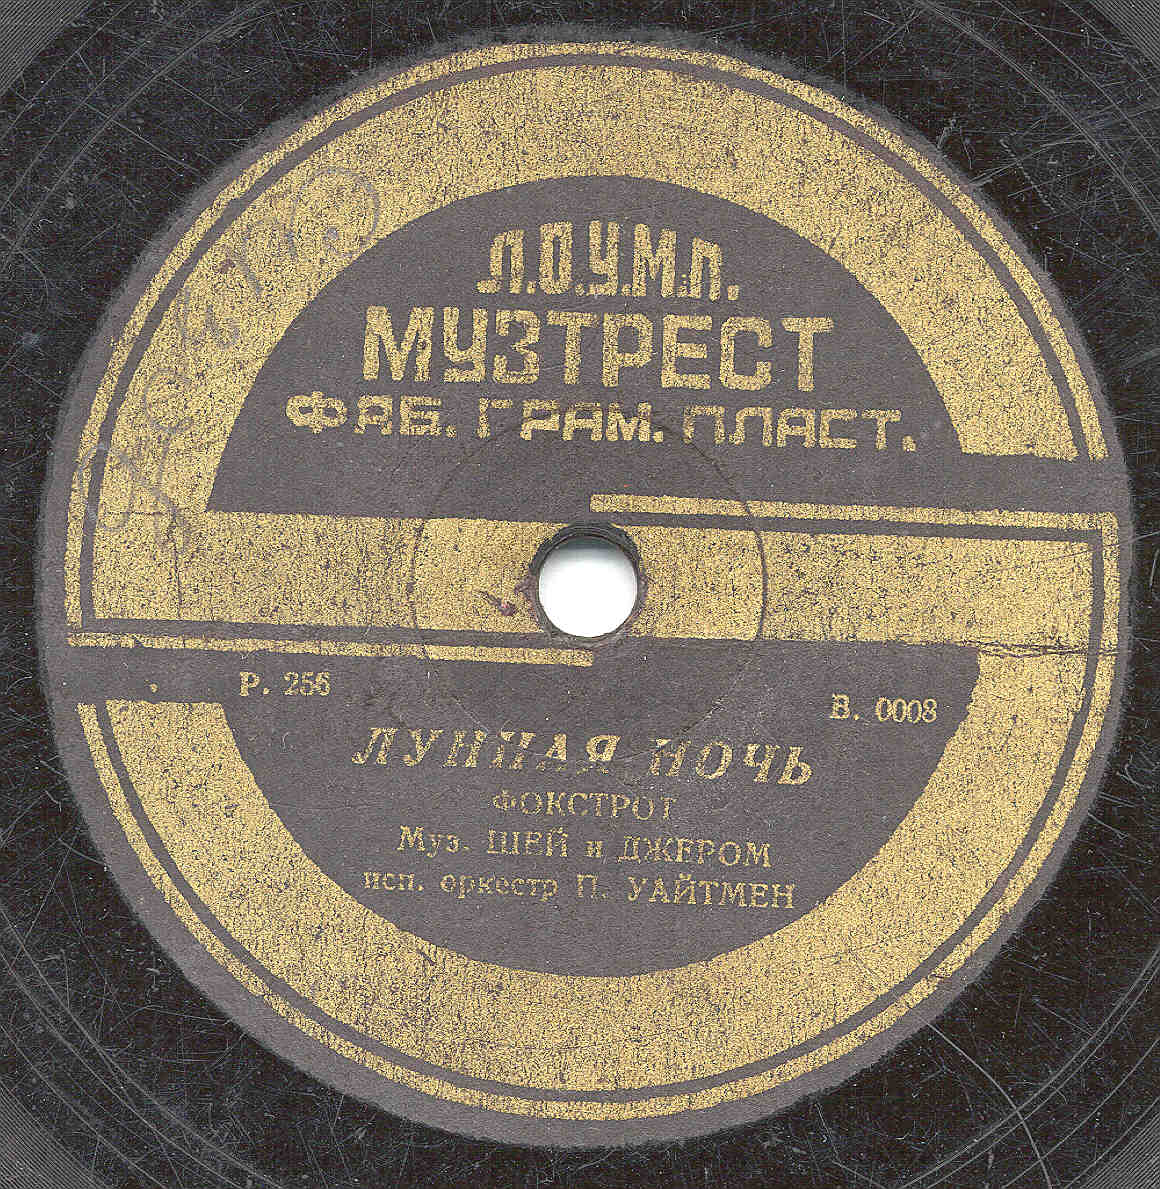 Л.О.У.М.П.
МУЗТРЕСТ
ФАБ. ГРАМ. ПЛАСТ.
Р. 256
В. 0008
ЛУННАЯ НОЧЬ
ФОКСТРОТ
Муз. ШЕЙ и ДЖЕРОМ
исп. оркестр П. УАЙТМЕН